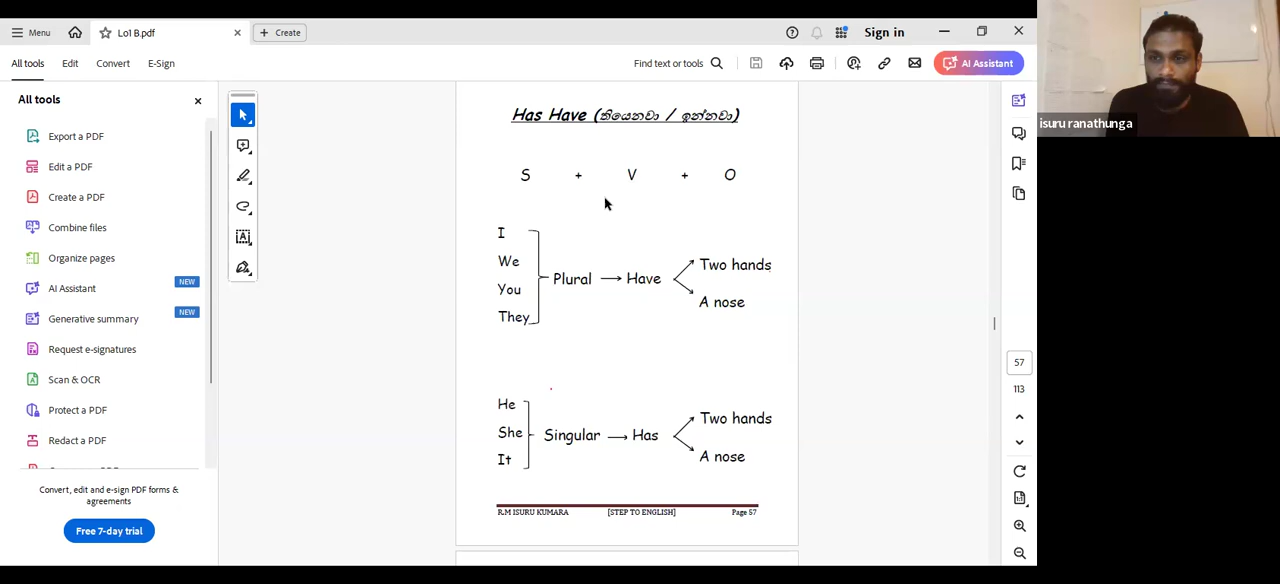 Menu
Lo1 B.pdf
Create
Sign in
All tools
Edit
Convert
E-Sign
Find text or tools
AI Assistant
All tools
Export a PDF
Edit a PDF
Create a PDF
Combine files
Organize pages
AI Assistant
NEW
Generative summary
NEW
Request e-signatures
Scan & OCR
Protect a PDF
Redact a PDF
Convert, edit and e-sign PDF forms &
agreements
Free 7-day trial
Has Have (තියෙනවා / ඉන්නවා)
S + V + O
I
We
You
They
Plural
Have
Two hands
A nose
He
She
It
Singular
Has
Two hands
A nose
R.M ISURU KUMARA [STEP TO ENGLISH] Page 57
57
113
isuru ranathunga